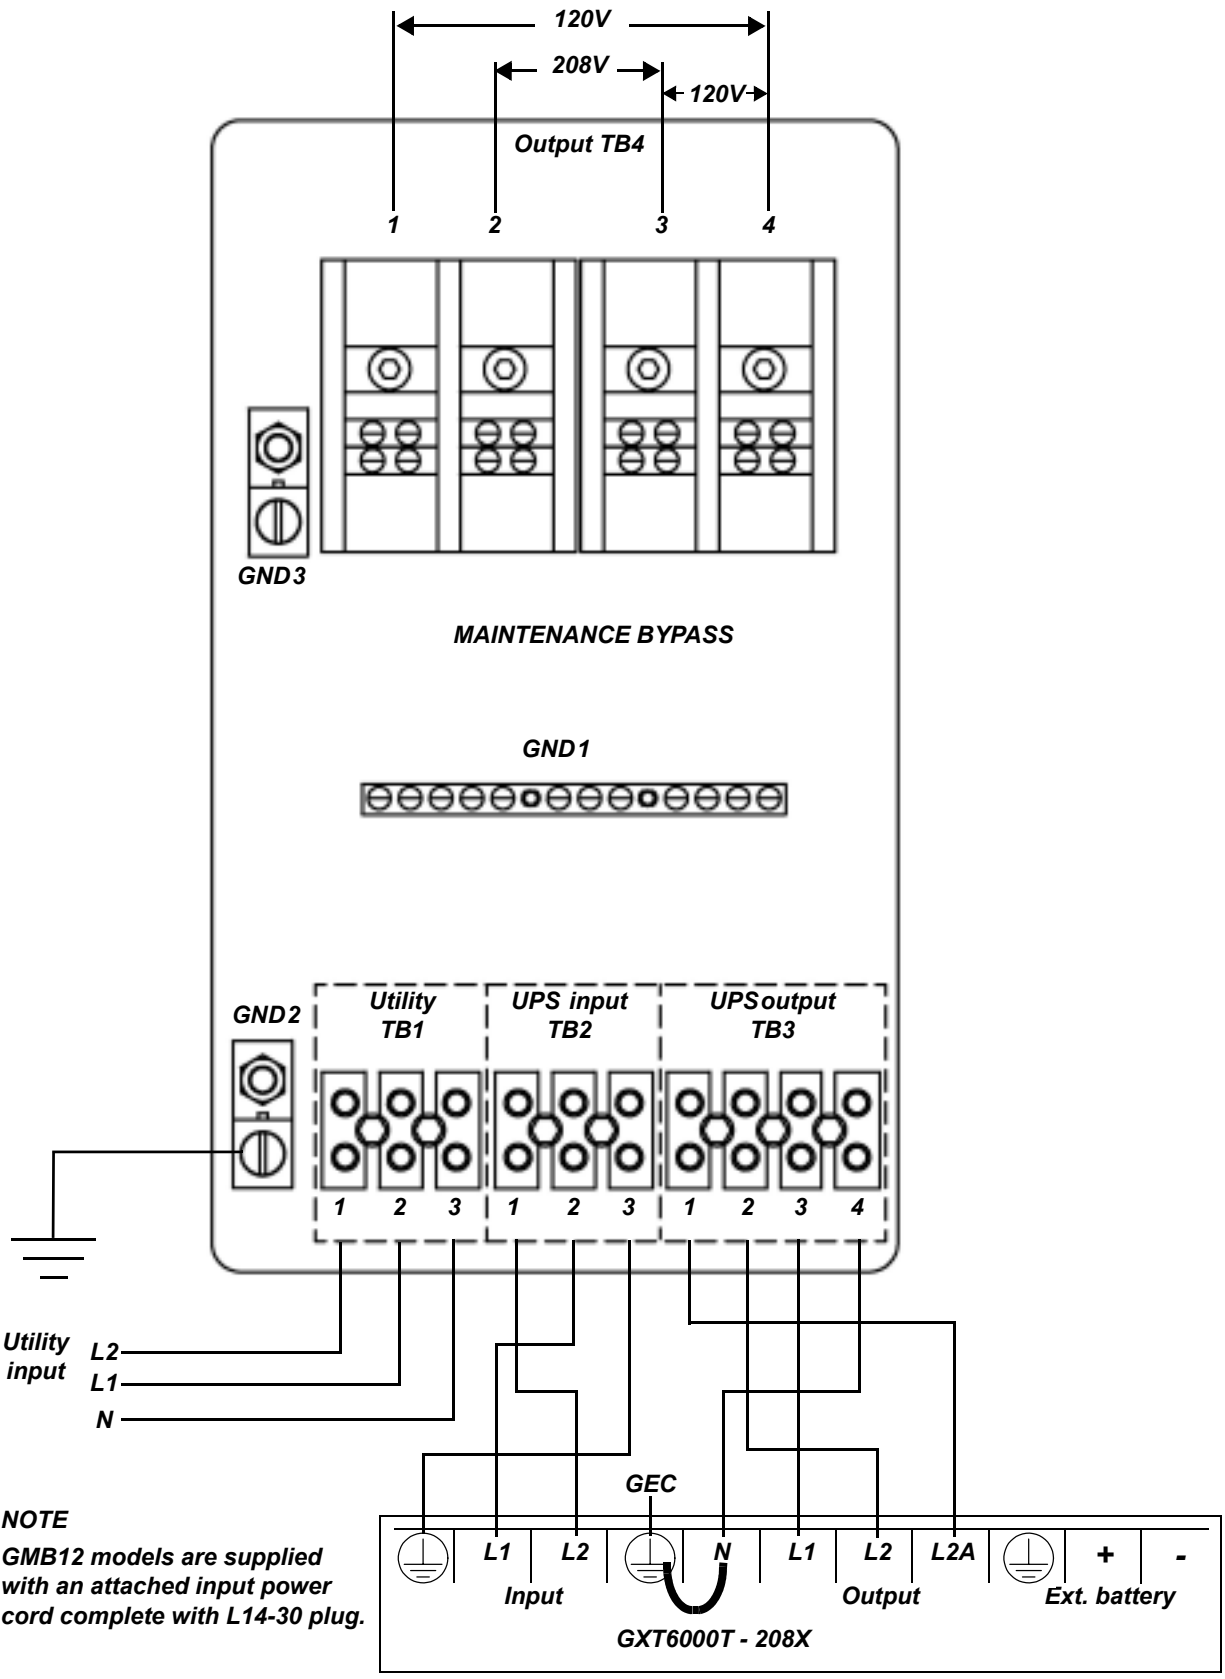 120V
208V
120V
Output TB4
1 2 3 4
GND3
MAINTENANCE BYPASS
GND1
GND2
Utility
TB1
UPS input
TB2
UPS output
TB3
1 2 3 1 2 3 1 2 3 4
Utility
input
L2
L1
N
GEC
NOTE
GMB12 models are supplied
with an attached input power
cord complete with L14-30 plug.
L1 L2 N L1 L2 L2A + -
Input Output Ext. battery
GXT6000T - 208X